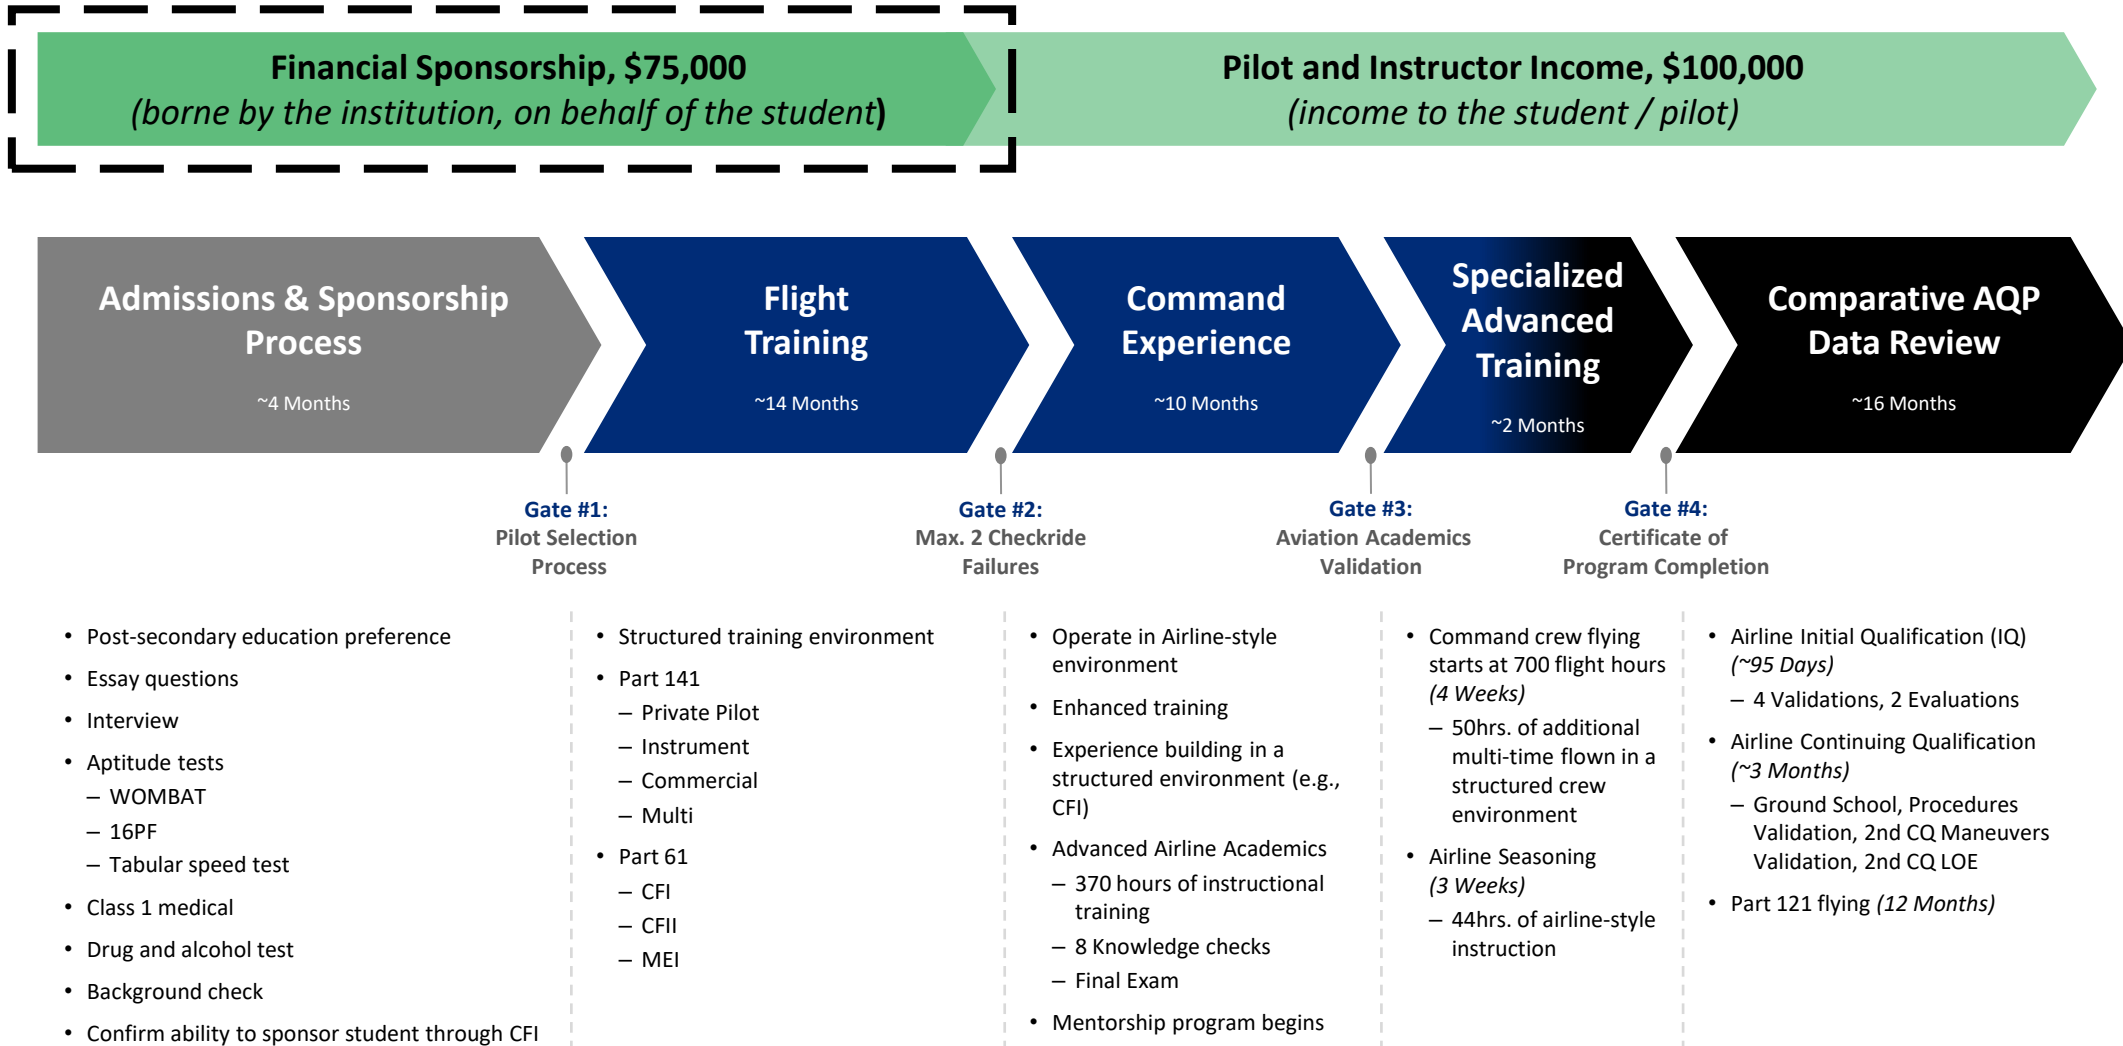 Financial Sponsorship, $75,000
(borne by the institution, on behalf of the student)
Pilot and Instructor Income, $100,000
(income to the student / pilot)
Admissions & Sponsorship
Process
~4 Months
Flight
Training
~14 Months
Command
Experience
~10 Months
Specialized
Advanced
Training
~2 Months
Comparative AQP
Data Review
~16 Months
Gate #1:
Pilot Selection
Process
Gate #2:
Max. 2 Checkride
Failures
Gate #3:
Aviation Academics
Validation
Gate #4:
Certificate of
Program Completion
• Post-secondary education preference
• Essay questions
• Interview
• Aptitude tests
– WOMBAT
– 16PF
– Tabular speed test
• Class 1 medical
• Drug and alcohol test
• Background check
• Confirm ability to sponsor student through CFI
• Structured training environment
• Part 141
– Private Pilot
– Instrument
– Commercial
– Multi
• Part 61
– CFI
– CFII
– MEI
• Operate in Airline-style
environment
• Enhanced training
• Experience building in a
structured environment (e.g.,
CFI)
• Advanced Airline Academics
– 370 hours of instructional
training
– 8 Knowledge checks
– Final Exam
• Mentorship program begins
• Command crew flying
starts at 700 flight hours
(4 Weeks)
– 50hrs. of additional
multi-time flown in a
structured crew
environment
• Airline Seasoning
(3 Weeks)
– 44hrs. of airline-style
instruction
• Airline Initial Qualification (IQ)
(~95 Days)
– 4 Validations, 2 Evaluations
• Airline Continuing Qualification
(~3 Months)
– Ground School, Procedures
Validation, 2nd CQ Maneuvers
Validation, 2nd CQ LOE
• Part 121 flying (12 Months)